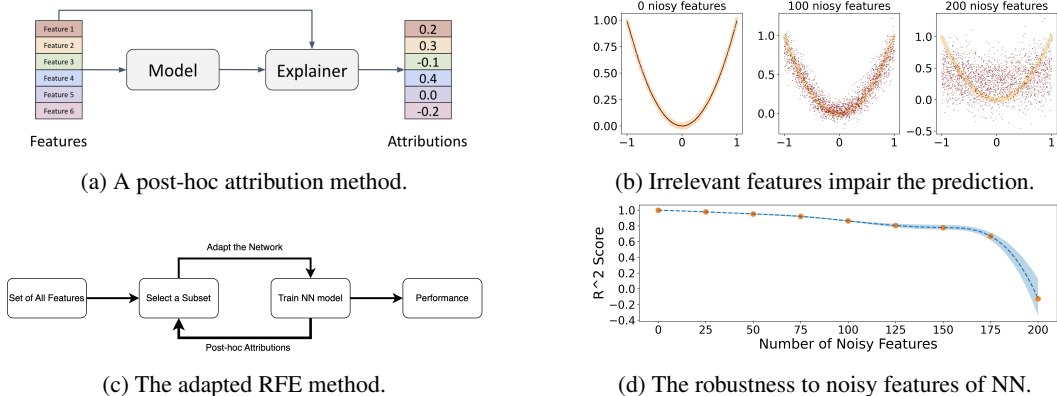 Feature 1
Feature 2
Feature 3
Feature 4
Feature 5
Feature 6
Features
Model
Explainer
0.2
0.3
-0.1
0.4
0.0
-0.2
Attributions
(a) A post-hoc attribution method.
0 niosy features
100 niosy features
200 niosy features
1.00
0.75
0.50
0.25
0.00
−1 0 1
1.0
0.5
0.0
−1 0 1
1.0
0.5
0.0
−0.5
−1 0 1
(b) Irrelevant features impair the prediction.
Adapt the Network
Set of All Features
Select a Subset
Train NN model
Performance
Post-hoc Attributions
(c) The adapted RFE method.
R^2 Score
1.0
0.8
0.6
0.4
0.2
0.0
−0.2
−0.4
0 25 50 75 100 125 150 175 200
Number of Noisy Features
(d) The robustness to noisy features of NN.